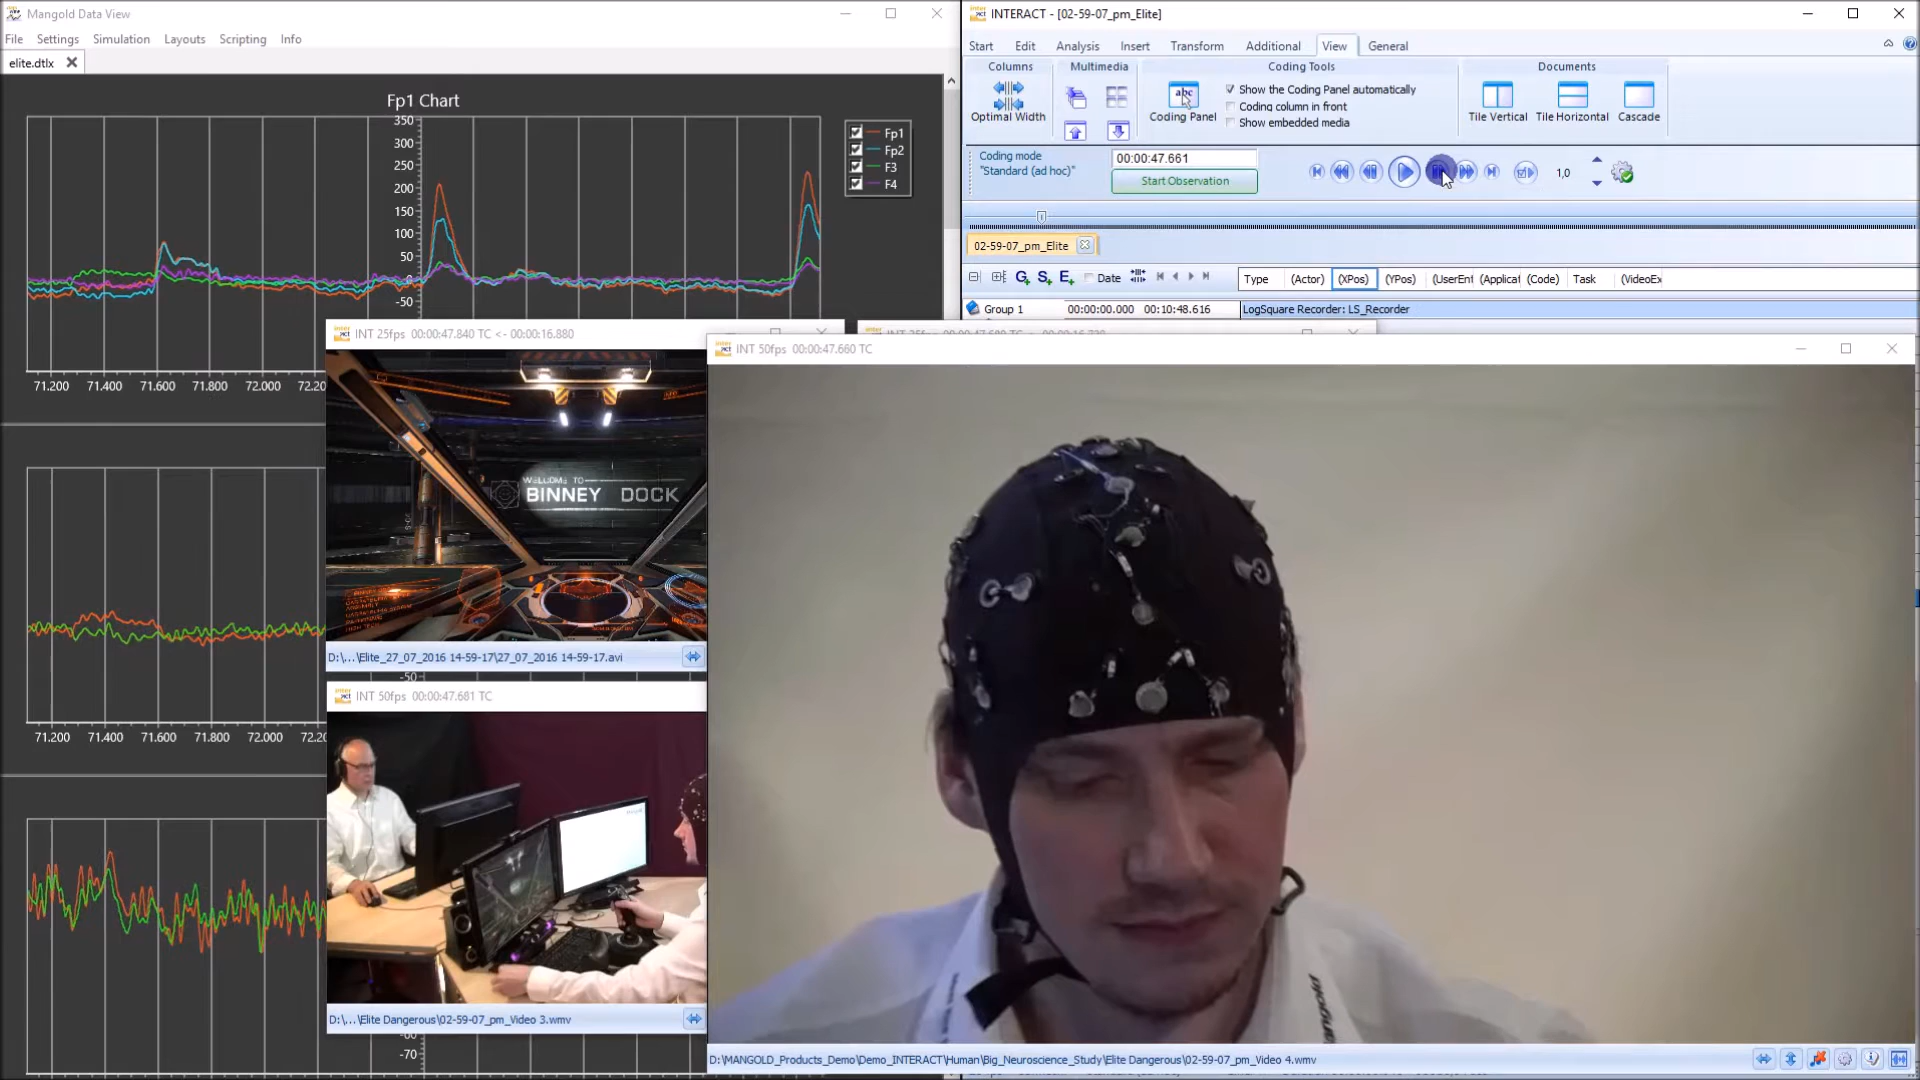 Mangold Data View
File Settings Simulation Layouts Scripting Info
elite.dtlx
Fp1 Chart
350
300
250
200
150
100
50
0
-50
Fp1
Fp2
F3
F4
71.200 71.400 71.600 71.800 72.000
71.200 71.400 71.600 71.800 72.000
-50
-70
INTERACT - [02-59-07_pm_Elite]
Start Edit Analysis Insert Transform Additional View General
Columns Multimedia Coding Tools Documents
Optimal Width
abc
Coding Panel
Show the Coding Panel automatically
Coding column in front
Show embedded media
Tile Vertical Tile Horizontal Cascade
Coding mode
"Standard (ad hoc)"
00:00:47.661
Start Observation
1,0
02-59-07_pm_Elite
G+ S+ E+ Date
Type (Actor) (XPos) (YPos) (UserEnt (Applicat (Code) Task (VideoEx
Group 1 00:00:00.000 00:10:48.616 LogSquare Recorder: LS_Recorder
INT 25fps 00:00:47.840 TC <- 00:00:16.880
WELCOME TO
BINNEY DOCK
D:\...\Elite_27_07_2016 14-59-17\27_07_2016 14-59-17.avi
INT 50fps 00:00:47.681 TC
D:\...\Elite Dangerous\02-59-07_pm_Video 3.wmv
INT 50fps 00:00:47.660 TC
mangold
D:\MANGOLD_Products_Demo\Demo_INTERACT\Human\Big_Neuroscience_Study\Elite Dangerous\02-59-07_pm_Video 4.wmv